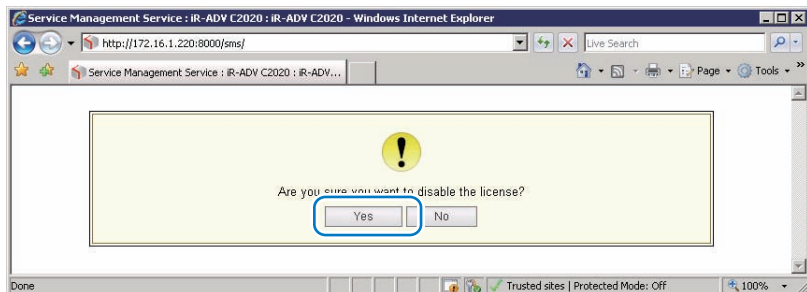 Service Management Service : iR-ADV C2020 : iR-ADV C2020 - Windows Internet Explorer
http://172.16.1.220:8000/sms/
Live Search
Service Management Service : iR-ADV C2020 : iR-ADV...
Page
Tools
»
!
Are you sure you want to disable the license?
Yes No
Done
Trusted sites | Protected Mode: Off
100%